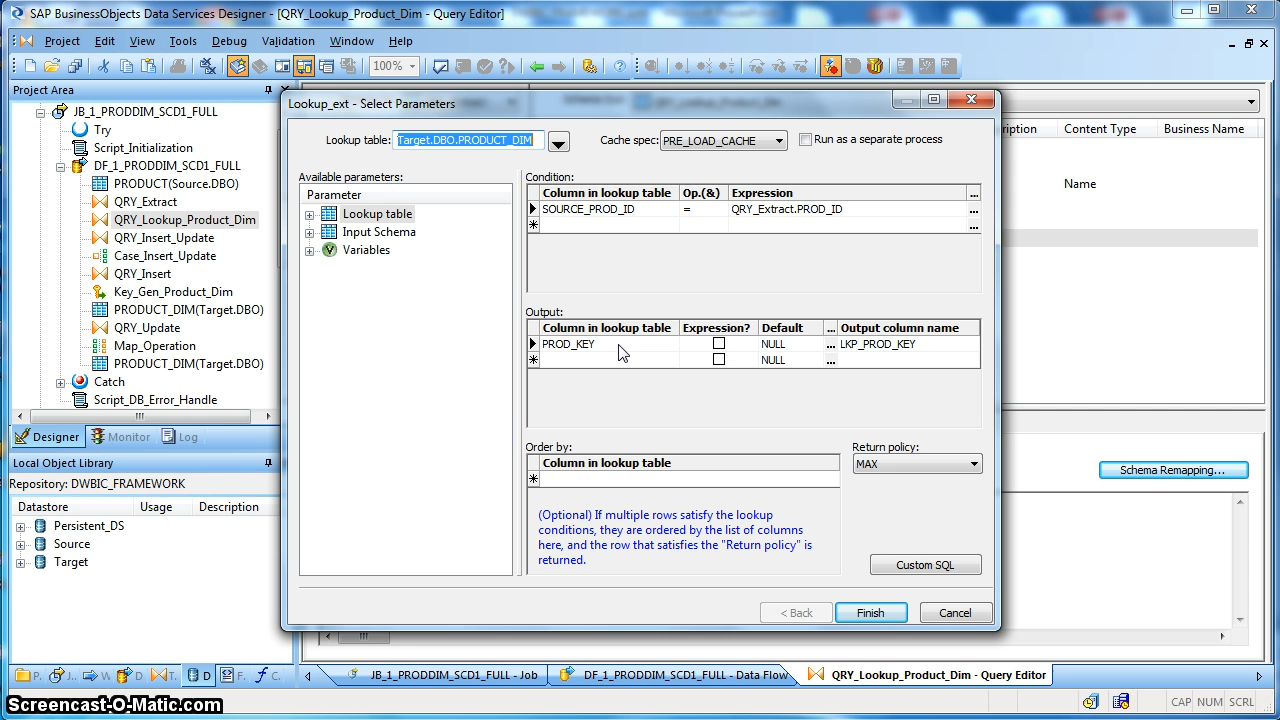 SAP BusinessObjects Data Services Designer - [QRY_Lookup_Product_Dim - Query Editor]
Project Edit View Tools Debug Validation Window Help
100%
Project Area
JB_1_PRODDIM_SCD1_FULL
Try
Script_Initialization
DF_1_PRODDIM_SCD1_FULL
PRODUCT(Source.DBO)
QRY_Extract
QRY_Lookup_Product_Dim
QRY_Insert_Update
Case_Insert_Update
QRY_Insert
Key_Gen_Product_Dim
PRODUCT_DIM(Target.DBO)
QRY_Update
Map_Operation
PRODUCT_DIM(Target.DBO)
Catch
Script_DB_Error_Handle
Designer Monitor Log
Local Object Library
Repository: DWBIC_FRAMEWORK
Datastore Usage Description
Persistent_DS
Source
Target
P. J.. W D T. D F. C.
Lookup_ext - Select Parameters
Lookup table: Target.DBO.PRODUCT_DIM Cache spec: PRE_LOAD_CACHE Run as a separate process
Available parameters:
Parameter
Lookup table
Input Schema
Variables
Condition:
Column in lookup table Op.(&) Expression ...
SOURCE_PROD_ID = QRY_Extract.PROD_ID ...
...
Output:
Column in lookup table Expression? Default ... Output column name
PROD_KEY NULL ... LKP_PROD_KEY
NULL ...
Order by:
Column in lookup table
Return policy:
MAX
(Optional) If multiple rows satisfy the lookup
conditions, they are ordered by the list of columns
here, and the row that satisfies the "Return policy" is
returned.
Custom SQL
< Back Finish Cancel
ription Content Type Business Name
Name
Schema Remapping...
JB_1_PRODDIM_SCD1_FULL - Job DF_1_PRODDIM_SCD1_FULL - Data Flow QRY_Lookup_Product_Dim - Query Editor
CAP NUM SCRL
Screencast-O-Matic.com